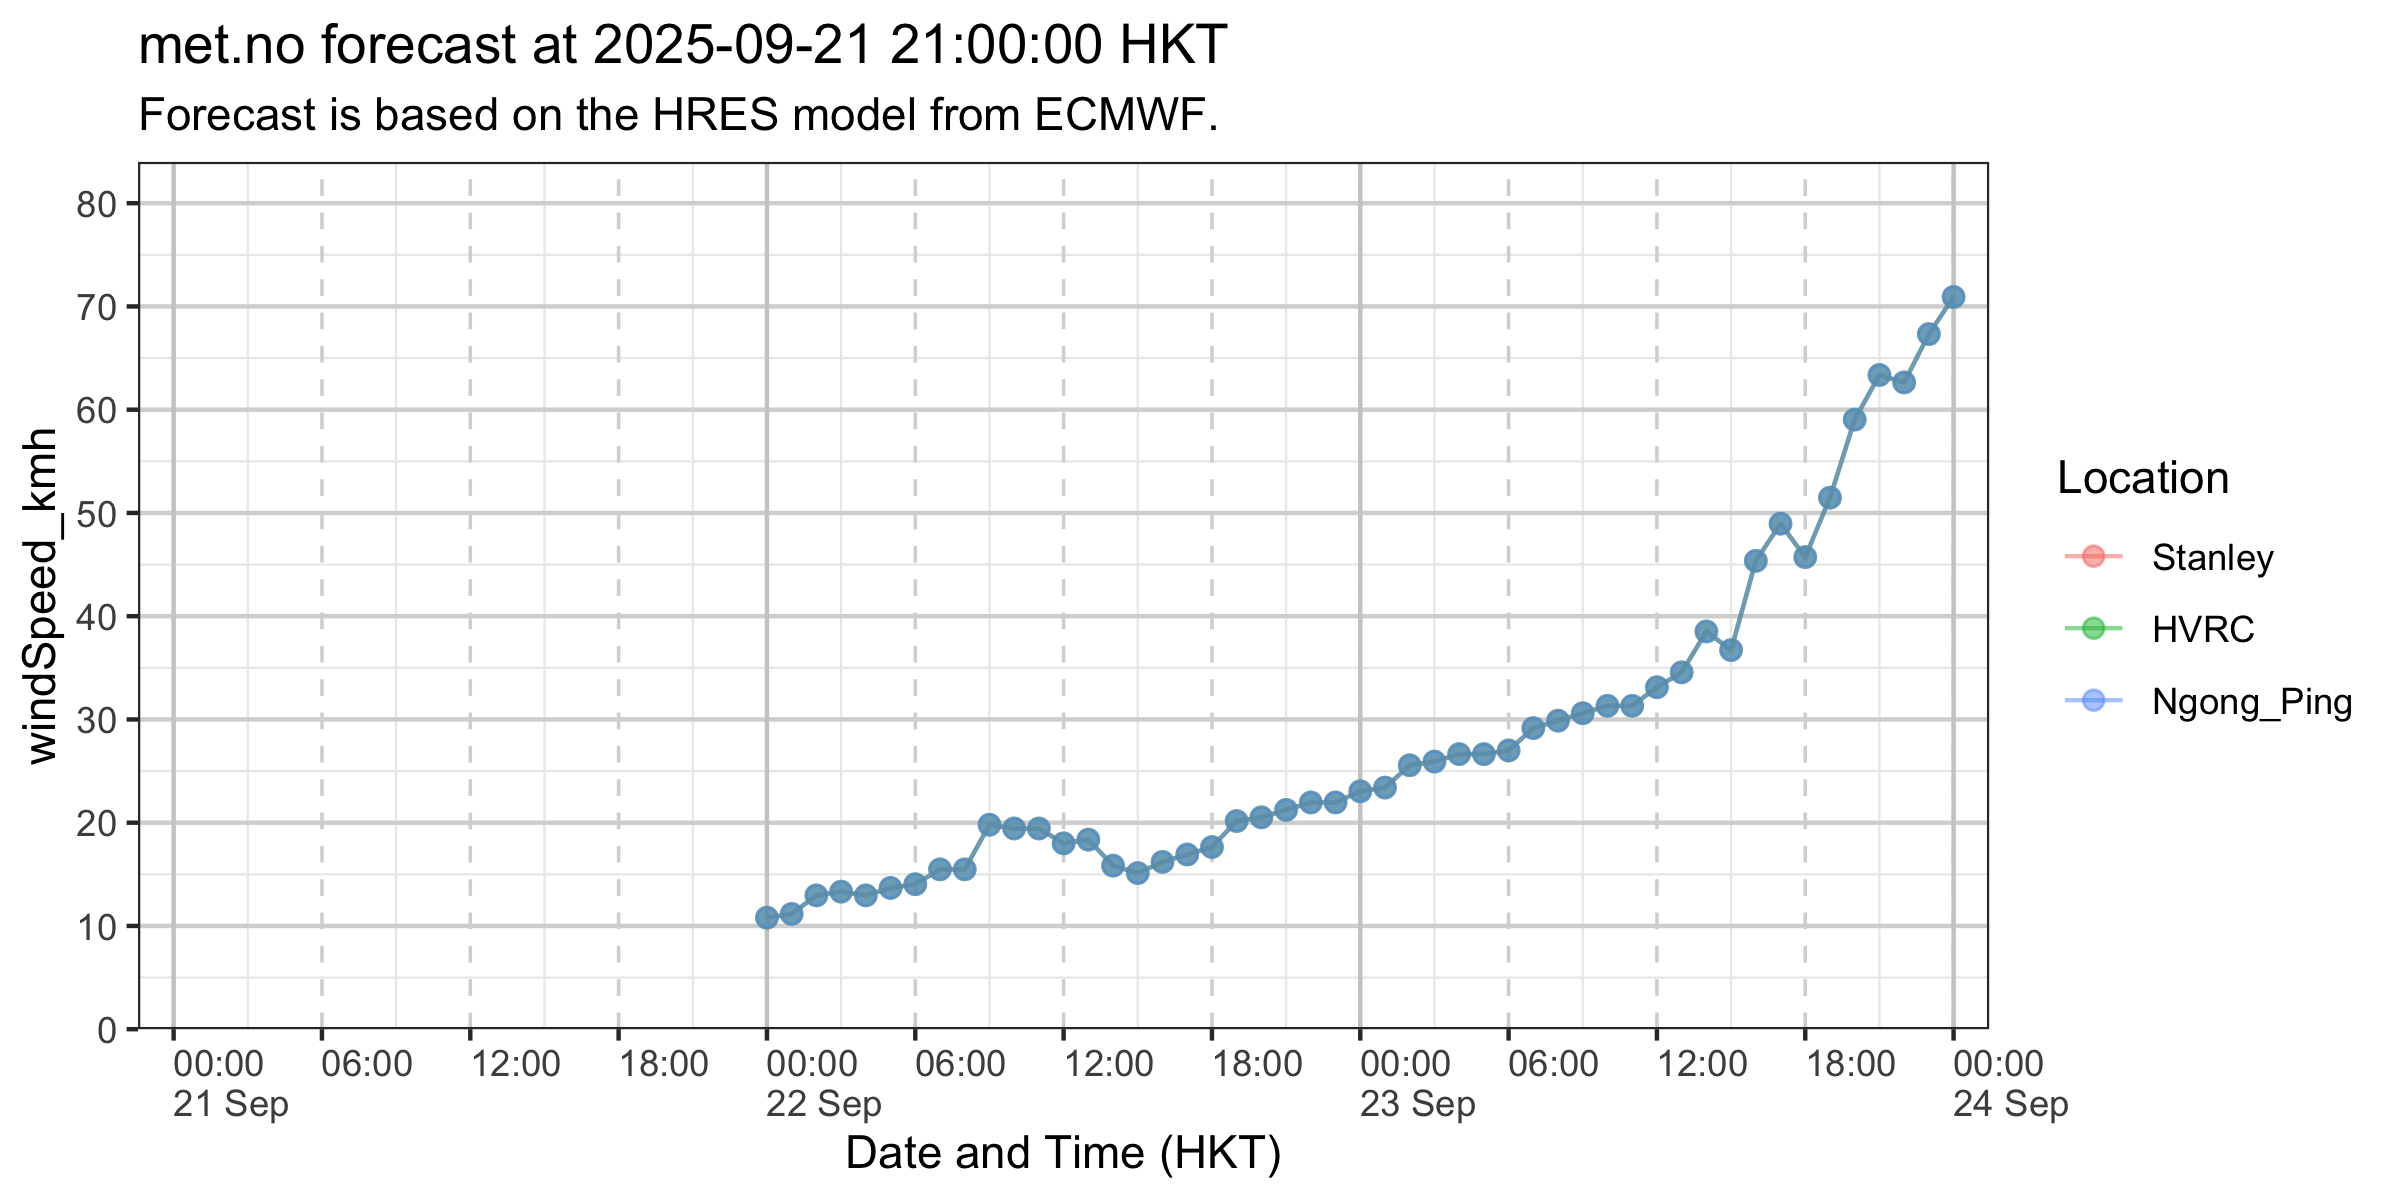 met.no forecast at 2025-09-21 21:00:00 HKT
Forecast is based on the HRES model from ECMWF.
windSpeed_kmh
80
70
60
50
40
30
20
10
0
00:00 06:00 12:00 18:00 00:00 06:00 12:00 18:00 00:00 06:00 12:00 18:00 00:00
21 Sep 22 Sep 23 Sep 24 Sep
Date and Time (HKT)
Location
Stanley
HVRC
Ngong_Ping